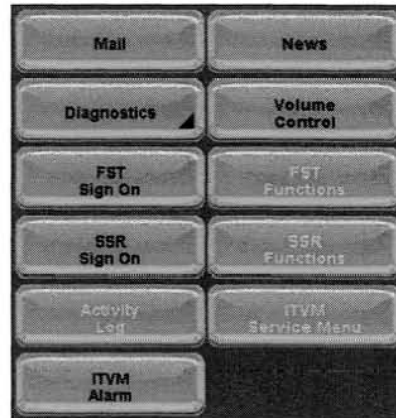 Mail
News
Diagnostics
Volume
Control
FST
Sign On
FST
Functions
SSR
Sign On
SSR
Functions
Activity
Log
ITVM
Service Menu
ITVM
Alarm